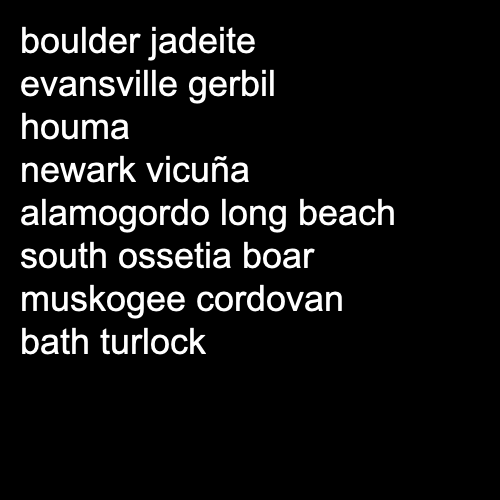 boulder jadeite
evansville gerbil
houma
newark vicuña
alamogordo long beach
south ossetia boar
muskogee cordovan
bath turlock